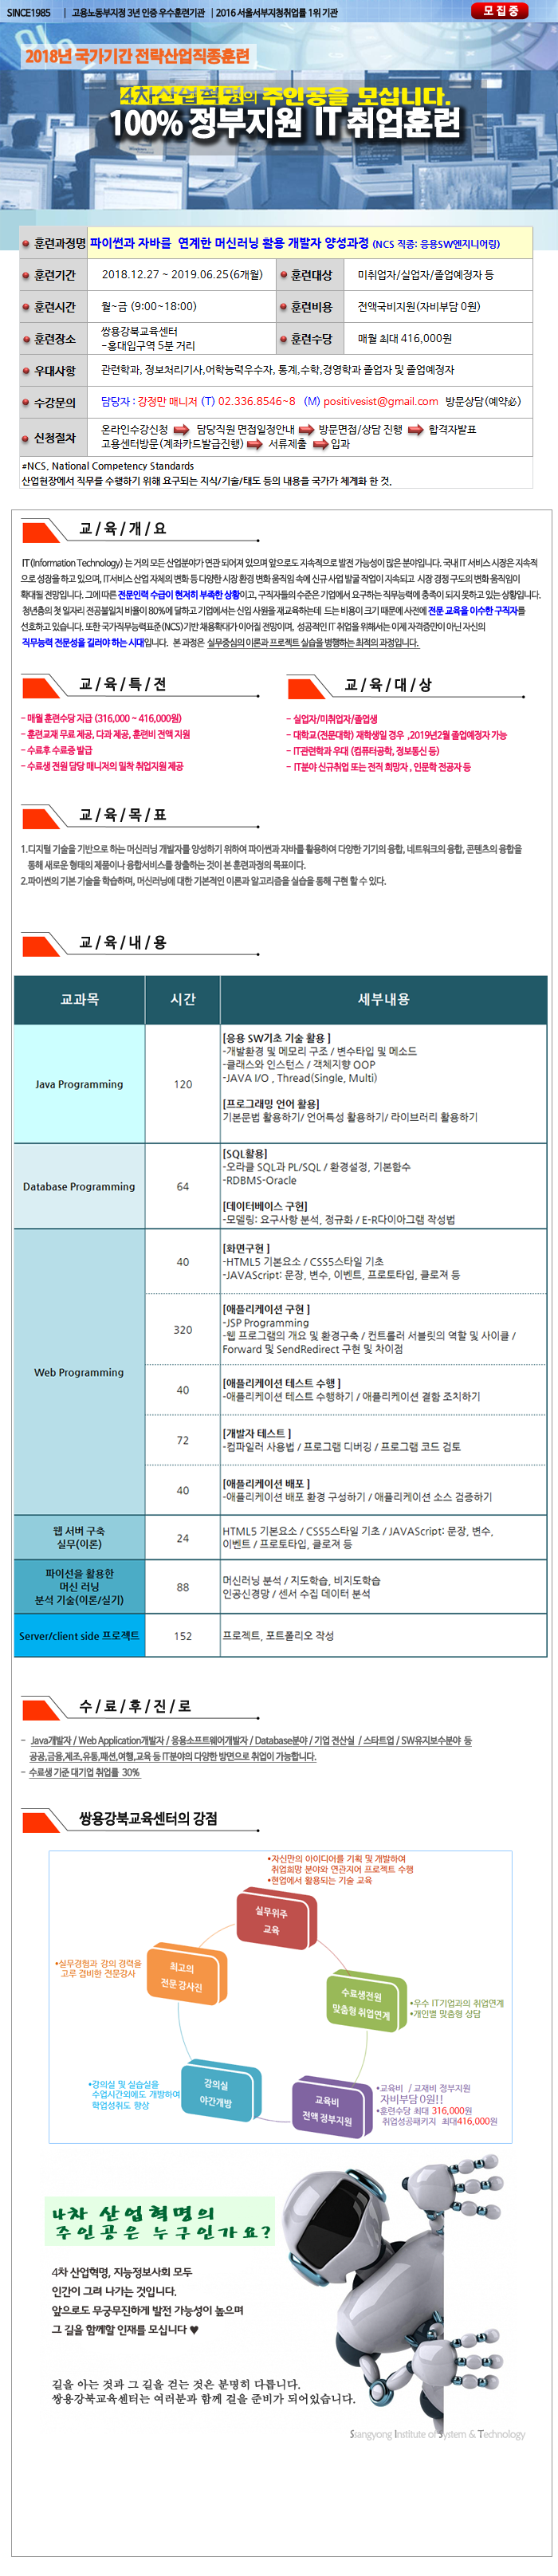 SINCE1985 | 고용노동부지정 3년 인증 우수훈련기관 | 2016 서울서부지청취업률 1위 기관
모집중
2018년 국가기간 전략산업직종훈련
4차 산업혁명의 주인공을 모십니다.
100% 정부지원 IT 취업훈련
훈련과정명 파이썬과 자바를 연계한 머신러닝 활용 개발자 양성과정 (NCS 직종: 응용SW엔지니어링)
훈련기간 2018.12.27 ~ 2019.06.25(6개월) 훈련대상 미취업자/실업자/졸업예정자 등
훈련시간 월~금 (9:00~18:00) 훈련비용 전액국비지원(자비부담 0원)
훈련장소 쌍용강북교육센터
-홍대입구역 5분 거리
훈련수당 매월 최대 416,000원
우대사항 관련학과, 정보처리기사,어학능력우수자, 통계,수학,경영학과 졸업자 및 졸업예정자
수강문의 담당자 : 강정만 매니저 (T) 02.336.8546~8 (M) positivesist@gmail.com 방문상담(예약必)
신청절차 온라인수강신청 담당직원 면접일정안내 방문면접/상담 진행 합격자발표
고용센터방문(계좌카드발급진행) 서류제출 입과
#NCS, National Competency Standards
산업현장에서 직무를 수행하기 위해 요구되는 지식/기술/태도 등의 내용을 국가가 체계화 한 것.
교/육/개/요
IT(Information Technology) 는 거의 모든 산업분야가 연관 되어져 있으며 앞으로도 지속적으로 발전 가능성이 많은 분야입니다. 국내 IT 서비스 시장은 지속적
으로 성장을 하고 있으며, IT서비스 산업 자체의 변화 등 다양한 시장 환경 변화 움직임 속에 신규 사업 발굴 작업이 지속되고 시장 경쟁 구도의 변화 움직임이
확대될 전망입니다. 그에 따른 전문인력 수급이 현저히 부족한 상황이고, 구직자들의 수준은 기업에서 요구하는 직무능력에 충족이 되지 못하고 있는 상황입니다.
청년층의 첫 일자리 전공불일치 비율이 80%에 달하고 기업에서는 신입 사원을 재교육하는데 드는 비용이 크기 때문에 사전에 전문 교육을 이수한 구직자를
선호하고 있습니다. 또한 국가직무능력표준(NCS)기반 채용확대가 이어질 전망이며, 성공적인 IT 취업을 위해서는 이제 자격증만이 아닌 자신의
직무능력 전문성을 길러야 하는 시대입니다. 본 과정은 실무중심의 이론과 프로젝트 실습을 병행하는 최적의 과정입니다.
교/육/특/전
- 매월 훈련수당 지급 (316,000 ~ 416,000원)
- 훈련교재 무료 제공, 다과 제공, 훈련비 전액 지원
- 수료후 수료증 발급
- 수료생 전원 담당 매니저의 밀착 취업지원 제공
교/육/대/상
- 실업자/미취업자/졸업생
- 대학교(전문대학) 재학생일 경우 ,2019년2월 졸업예정자 가능
- IT관련학과 우대 (컴퓨터공학, 정보통신 등)
- IT분야 신규취업 또는 전직 희망자 , 인문학 전공자 등
교/육/목/표
1.디지털 기술을 기반으로 하는 머신러닝 개발자를 양성하기 위하여 파이썬과 자바를 활용하여 다양한 기기의 융합, 네트워크의 융합, 콘텐츠의 융합을
통해 새로운 형태의 제품이나 융합서비스를 창출하는 것이 본 훈련과정의 목표이다.
2.파이썬의 기본 기술을 학습하며, 머신러닝에 대한 기본적인 이론과 알고리즘을 실습을 통해 구현 할 수 있다.
교/육/내/용
교과목 시간 세부내용
Java Programming 120
[응용 SW기초 기술 활용 ]
-개발환경 및 메모리 구조 / 변수타입 및 메소드
-클래스와 인스턴스 / 객체지향 OOP
-JAVA I/O , Thread(Single, Multi)
[프로그래밍 언어 활용]
기본문법 활용하기/ 언어특성 활용하기/ 라이브러리 활용하기
Database Programming 64
[SQL활용]
-오라클 SQL과 PL/SQL / 환경설정, 기본함수
-RDBMS-Oracle
[데이터베이스 구현]
-모델링: 요구사항 분석, 정규화 / E-R다이아그램 작성법
Web Programming
40
[화면구현 ]
-HTML5 기본요소 / CSS5스타일 기초
-JAVAScript: 문장, 변수, 이벤트, 프로토타입, 클로져 등
320
[애플리케이션 구현 ]
-JSP Programming
-웹 프로그램의 개요 및 환경구축 / 컨트롤러 서블릿의 역할 및 사이클 /
Forward 및 SendRedirect 구현 및 차이점
40
[애플리케이션 테스트 수행 ]
-애플리케이션 테스트 수행하기 / 애플리케이션 결함 조치하기
72
[개발자 테스트 ]
-컴파일러 사용법 / 프로그램 디버깅 / 프로그램 코드 검토
40
[애플리케이션 배포 ]
-애플리케이션 배포 환경 구성하기 / 애플리케이션 소스 검증하기
웹 서버 구축
실무(이론)
24
HTML5 기본요소 / CSS5스타일 기초 / JAVAScript: 문장, 변수,
이벤트 / 프로토타입, 클로져 등
파이선을 활용한
머신 러닝
분석 기술(이론/실기)
88
머신러닝 분석 / 지도학습, 비지도학습
인공신경망 / 센서 수집 데이터 분석
Server/client side 프로젝트 152 프로젝트, 포트폴리오 작성
수/료/후/진/로
- Java개발자 / Web Application개발자 / 응용소프트웨어개발자 / Database분야 / 기업 전산실 / 스타트업 / SW유지보수분야 등
공공,금융,제조,유통,패션,여행,교육 등 IT분야의 다양한 방면으로 취업이 가능합니다.
- 수료생 기준 대기업 취업률 30%
쌍용강북교육센터의 강점
•자신만의 아이디어를 기획 및 개발하여
취업희망 분야와 연관지어 프로젝트 수행
•현업에서 활용되는 기술 교육
실무위주
교육
최고의
전문 강사진
•실무경험과 강의 경력을
고루 겸비한 전문강사
수료생전원
맞춤형 취업연계
•우수 IT기업과의 취업연계
•개인별 맞춤형 상담
강의실
야간개방
•강의실 및 실습실을
수업시간외에도 개방하여
학업성취도 향상
교육비
전액 정부지원
•교육비 / 교재비 정부지원
자비부담 0원!!
•훈련수당 최대 316,000원
취업성공패키지 최대416,000원
4차 산업혁명의
주인공은 누구인가요?
4차 산업혁명, 지능정보사회 모두
인간이 그려 나가는 것입니다.
앞으로도 무궁무진하게 발전 가능성이 높으며
그 길을 함께할 인재를 모십니다 ♥
길을 아는 것과 그 길을 걷는 것은 분명히 다릅니다.
쌍용강북교육센터는 여러분과 함께 걸을 준비가 되어있습니다.
Ssangyong Institute of System & Technology